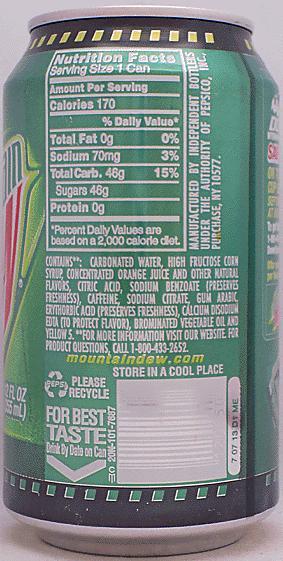 Nutrition Facts
Serving Size 1 Can
Amount Per Serving
Calories 170
% Daily Value*
Total Fat 0g 0%
Sodium 70mg 3%
Total Carb. 46g 15%
Sugars 46g
Protein 0g
*Percent Daily Values are
based on a 2,000 calorie diet.
MANUFACTURED BY INDEPENDENT BOTTLERS
UNDER THE AUTHORITY OF PEPSICO, INC.
PURCHASE, NY 10577.
CONTAINS**: CARBONATED WATER, HIGH FRUCTOSE CORN
SYRUP, CONCENTRATED ORANGE JUICE AND OTHER NATURAL
FLAVORS, CITRIC ACID, SODIUM BENZOATE (PRESERVES
FRESHNESS), CAFFEINE, SODIUM CITRATE, GUM ARABIC,
ERYTHORBIC ACID (PRESERVES FRESHNESS), CALCIUM DISODIUM
EDTA (TO PROTECT FLAVOR), BROMINATED VEGETABLE OIL AND
YELLOW 5. **FOR MORE INFORMATION VISIT OUR WEBSITE. FOR
PRODUCT QUESTIONS, CALL 1-800-433-2652.
mountaindew.com
STORE IN A COOL PLACE
PEPSI
PLEASE
RECYCLE
FOR BEST
TASTE:
Drink By Date on Can
7 07 13 D1 ME
FL OZ